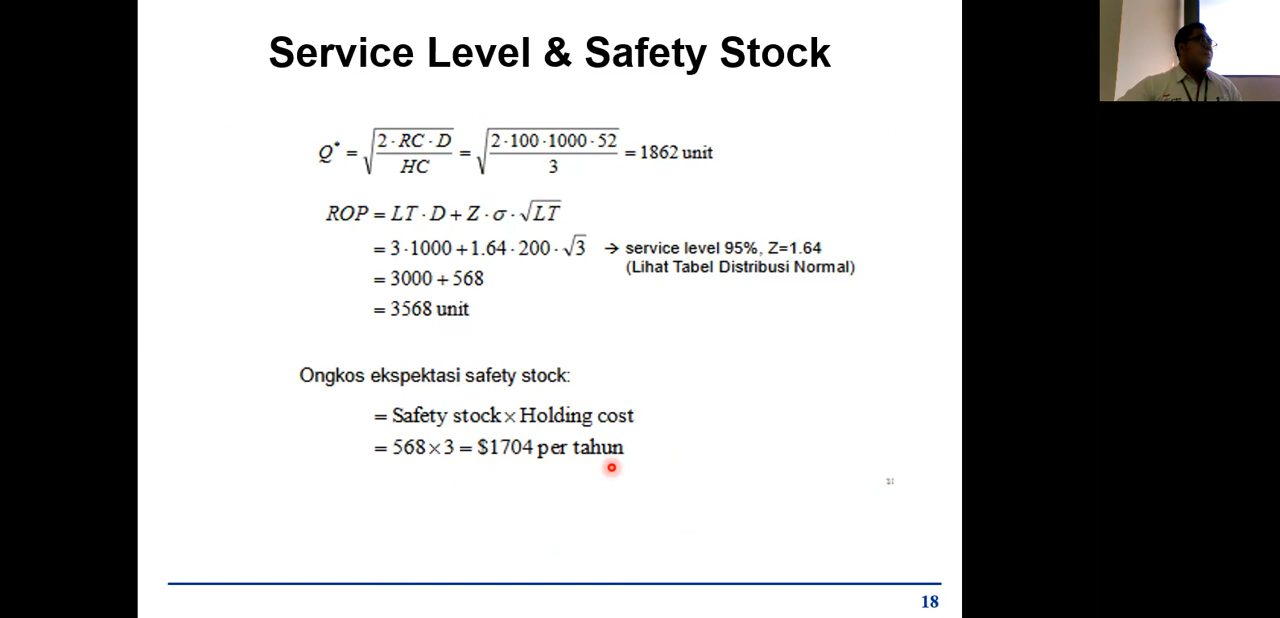 Service Level & Safety Stock
Q* = √(2 · RC · D / HC) = √(2 · 100 · 1000 · 52 / 3) = 1862 unit
ROP = LT · D + Z · σ · √LT
= 3 · 1000 + 1.64 · 200 · √3 → service level 95%, Z=1.64
(Lihat Tabel Distribusi Normal)
= 3000 + 568
= 3568 unit
Ongkos ekspektasi safety stock:
= Safety stock × Holding cost
= 568 × 3 = $1704 per tahun
18